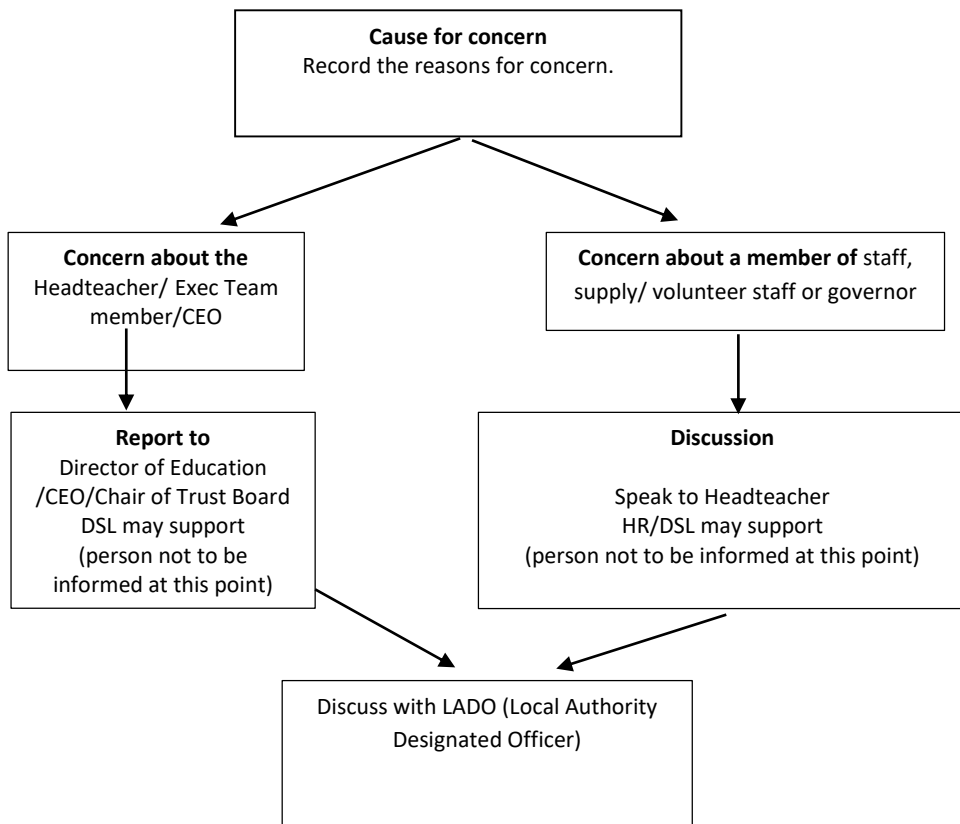 Cause for concern
Record the reasons for concern.
Concern about the
Headteacher/ Exec Team
member/CEO
Concern about a member of staff,
supply/ volunteer staff or governor
Report to
Director of Education
/CEO/Chair of Trust Board
DSL may support
(person not to be
informed at this point)
Discussion
Speak to Headteacher
HR/DSL may support
(person not to be informed at this point)
Discuss with LADO (Local Authority
Designated Officer)